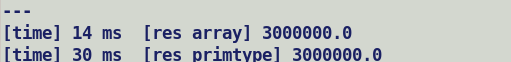 ---
[time] 14 ms  [res array] 3000000.0
[time] 30 ms  [res primtype] 3000000.0